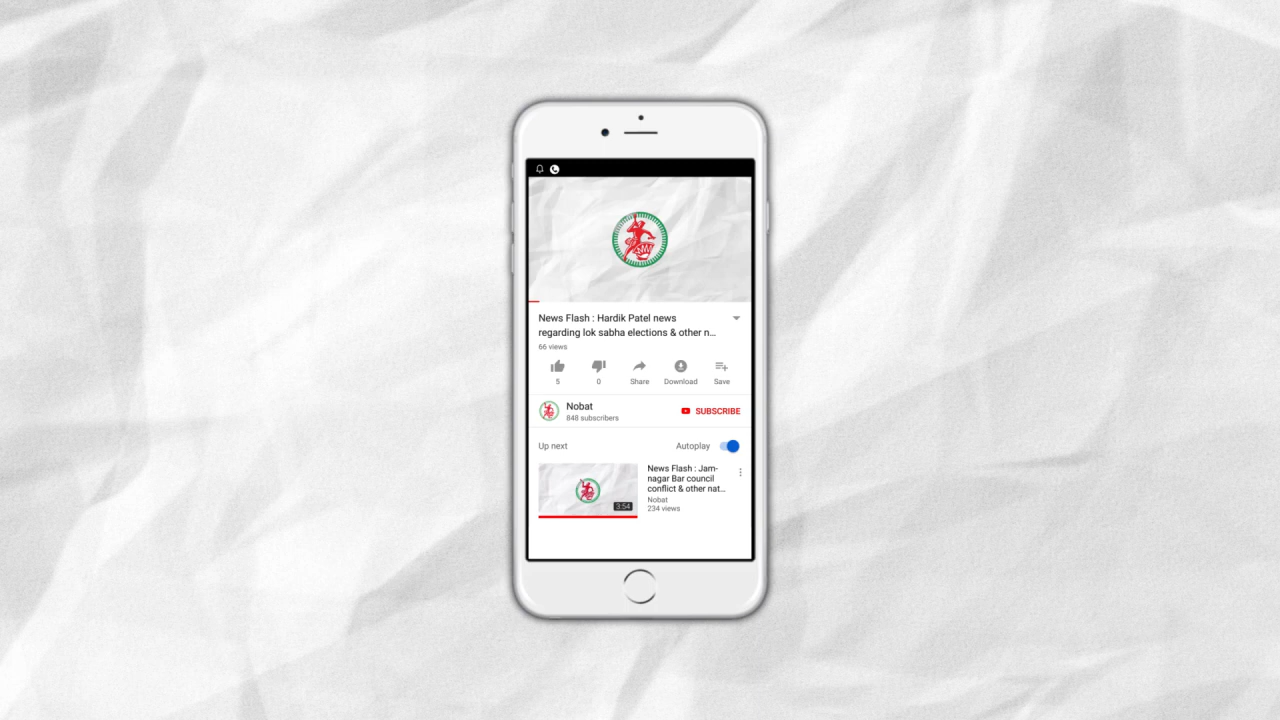 News Flash : Hardik Patel news
regarding lok sabha elections & other n...
66 views
5
0
Share
Download
Save
Nobat
848 subscribers
SUBSCRIBE
Up next
Autoplay
3:54
News Flash : Jam-
nagar Bar council
conflict & other nat...
Nobat
234 views